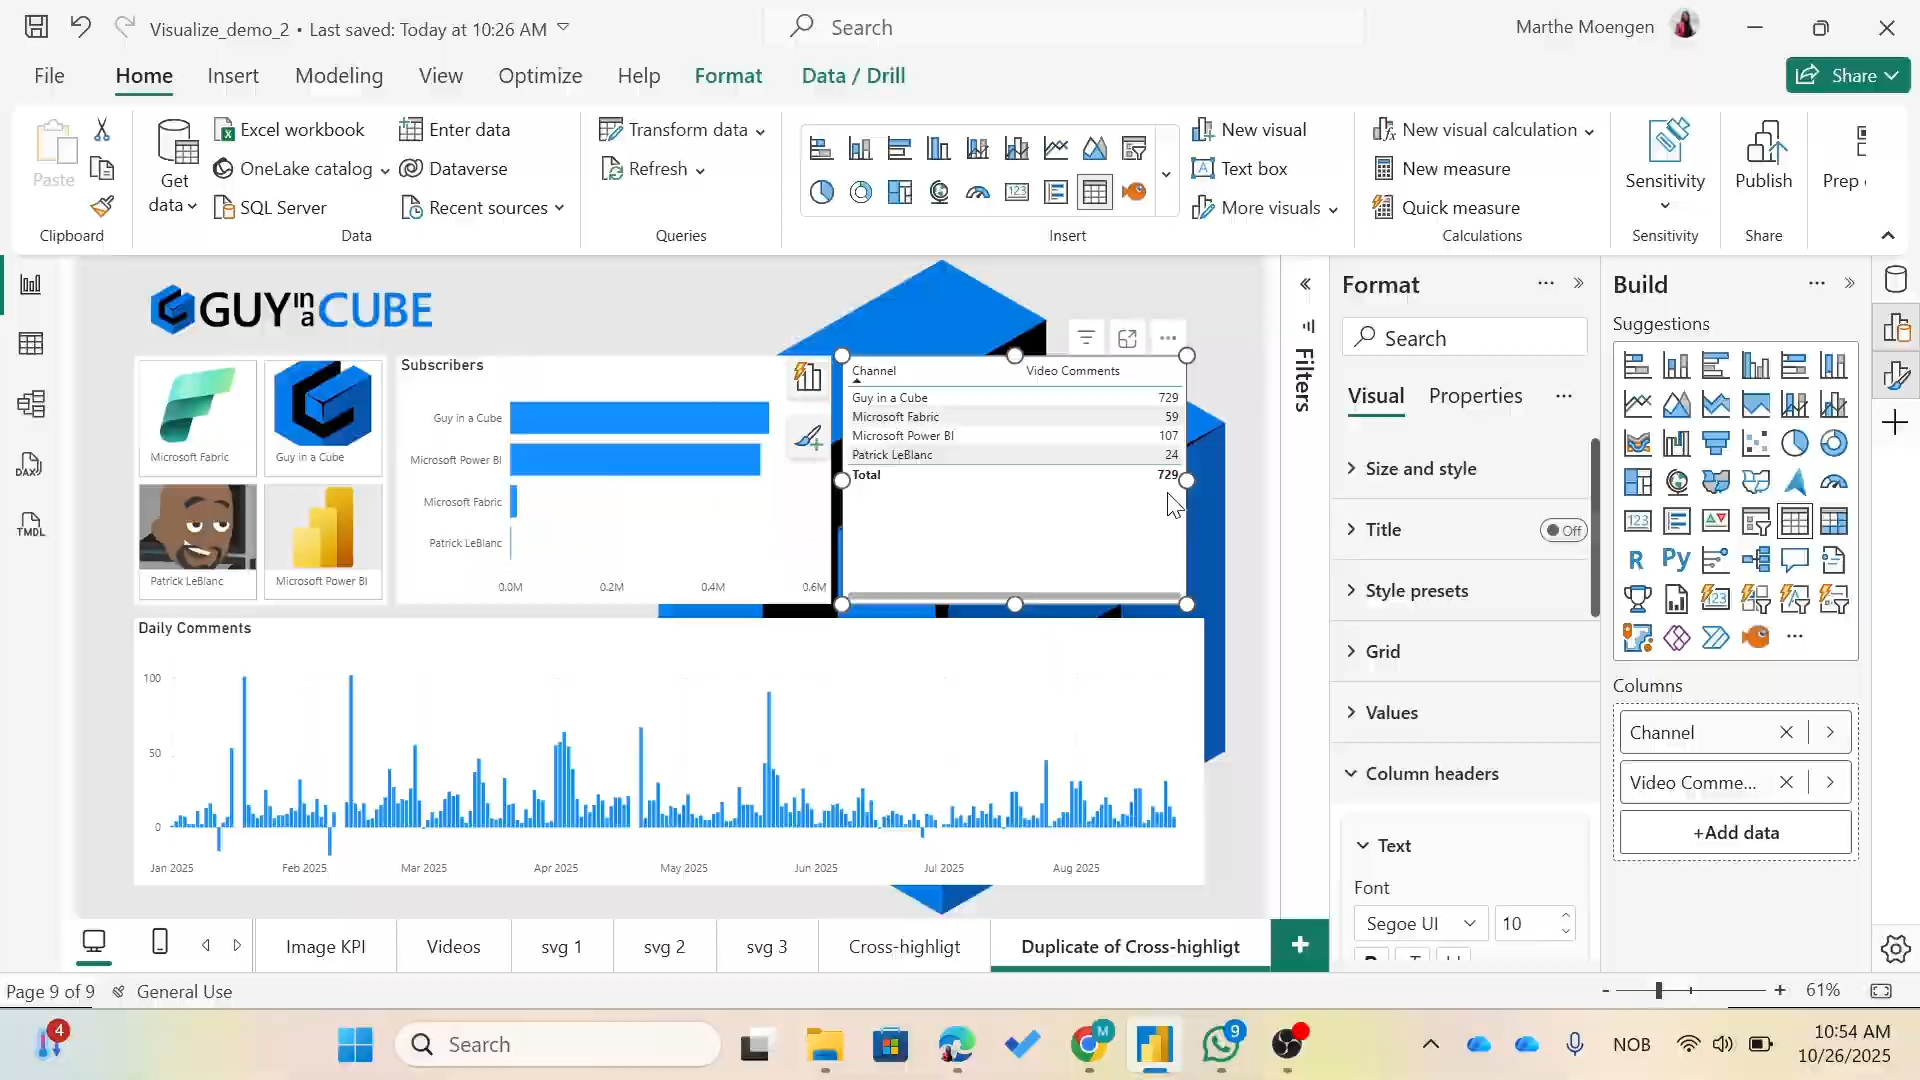 Visualize_demo_2 • Last saved: Today at 10:26 AM
Search
Marthe Moengen
File
Home
Insert
Modeling
View
Optimize
Help
Format
Data / Drill
Share
Paste
Clipboard
Get data
Excel workbook
OneLake catalog
SQL Server
Enter data
Dataverse
Recent sources
Data
Transform data
Refresh
Queries
Insert
New visual
Text box
More visuals
New visual calculation
New measure
Quick measure
Calculations
Sensitivity
Sensitivity
Publish
Share
Prep
DAX
TMDL
GUY in a CUBE
Microsoft Fabric
Guy in a Cube
Patrick LeBlanc
Microsoft Power BI
Subscribers
Guy in a Cube
Microsoft Power BI
Microsoft Fabric
Patrick LeBlanc
0.0M 0.2M 0.4M 0.6M
Channel Video Comments
Guy in a Cube 729
Microsoft Fabric 59
Microsoft Power BI 107
Patrick LeBlanc 24
Total 729
Daily Comments
100
50
0
Jan 2025 Feb 2025 Mar 2025 Apr 2025 May 2025 Jun 2025 Jul 2025 Aug 2025
Filters
Format
Search
Visual
Properties
Size and style
Title
Off
Style presets
Grid
Values
Column headers
Text
Font
Segoe UI
10
Build
Suggestions
123
R
Py
123
Columns
Channel
Video Comme...
+Add data
Image KPI
Videos
svg 1
svg 2
svg 3
Cross-highligt
Duplicate of Cross-highligt
Page 9 of 9
General Use
- + 61%
4
Search
M
9
NOB
10:54 AM
10/26/2025